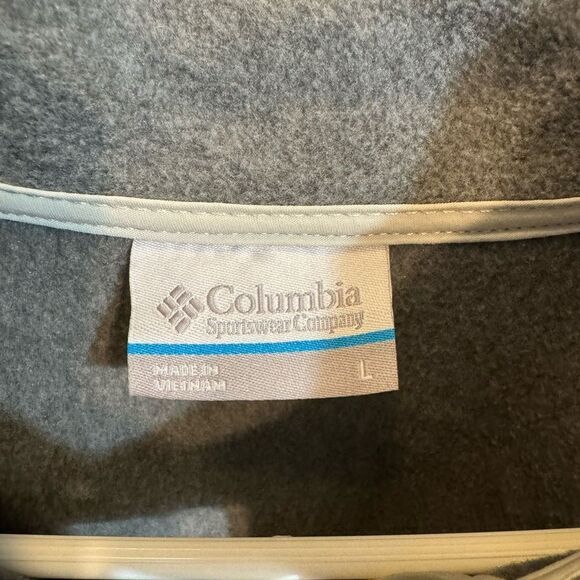 Columbia
Sportswear Company
MADE IN
VIETNAM
L